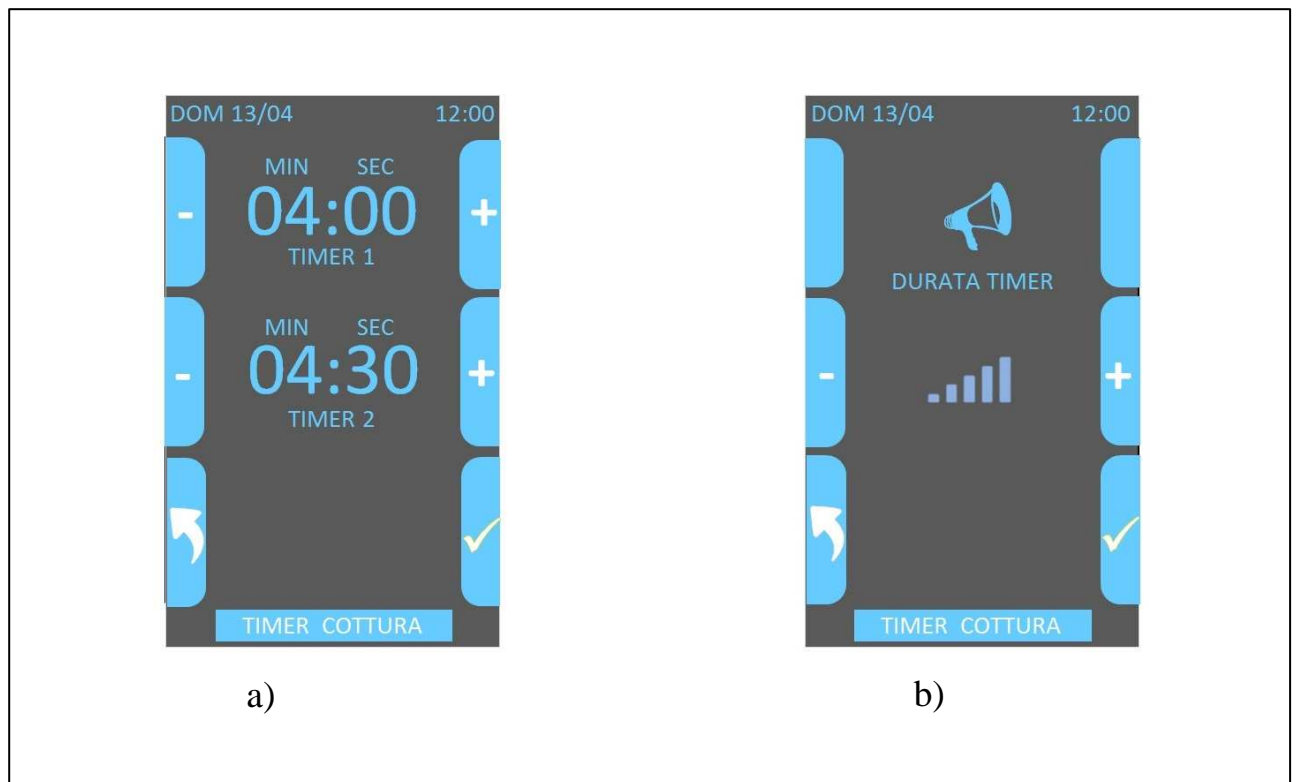 DOM 13/04 12:00
MIN SEC
- 04:00 +
TIMER 1
MIN SEC
- 04:30 +
TIMER 2
TIMER COTTURA
a)
DOM 13/04 12:00
DURATA TIMER
- +
TIMER COTTURA
b)